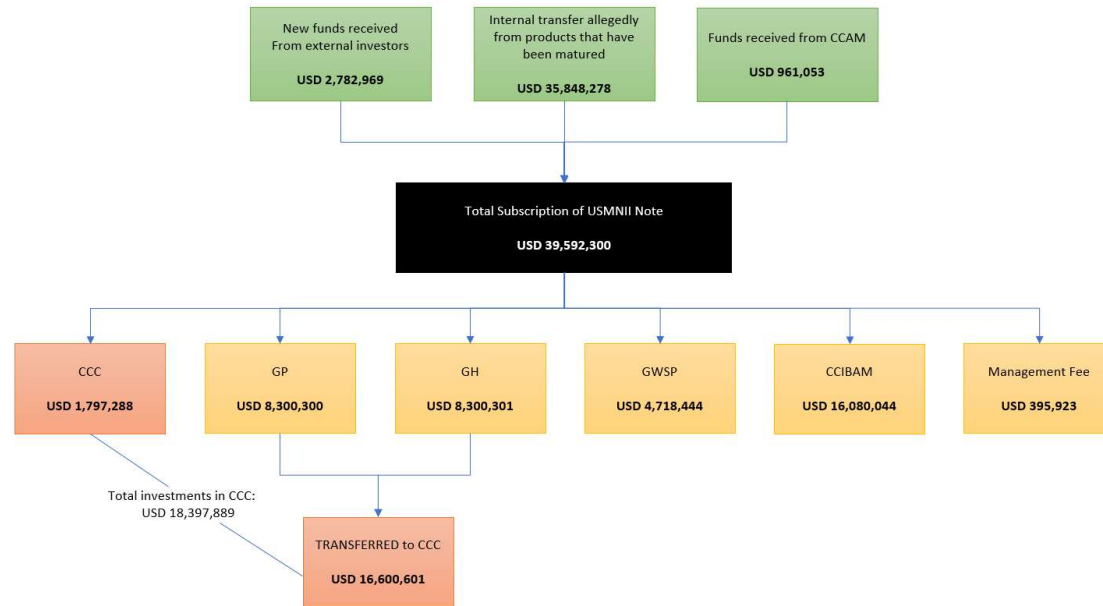 New funds received
From external investors
USD 2,782,969
Internal transfer allegedly
from products that have
been matured
USD 35,848,278
Funds received from CCAM
USD 961,053
Total Subscription of USMNII Note
USD 39,592,300
CCC
USD 1,797,288
GP
USD 8,300,300
GH
USD 8,300,301
GWSP
USD 4,718,444
CCIBAM
USD 16,080,044
Management Fee
USD 395,923
Total investments in CCC:
USD 18,397,889
TRANSFERRED to CCC
USD 16,600,601